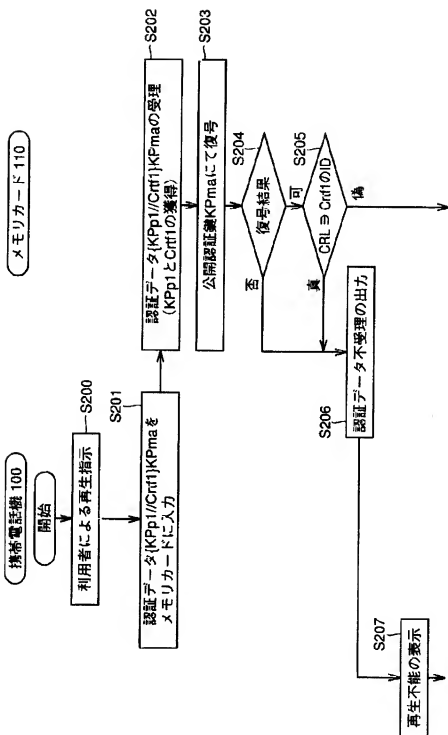 携帯電話機 100
メモリカード 110
開始
S200
利用者による再生指示
S201
認証データ{KPp1//Crtf1}KPmaを
メモリカードに入力
S202
認証データ{KPp1//Crtf1}KPmaの受理
(KPp1とCrtf1の獲得)
S203
公開認証鍵KPmaにて復号
S204
復号結果
否
可
S205
CRL∋Crtf1のID
真
偽
S206
認証データ不受理の出力
S207
再生不能の表示